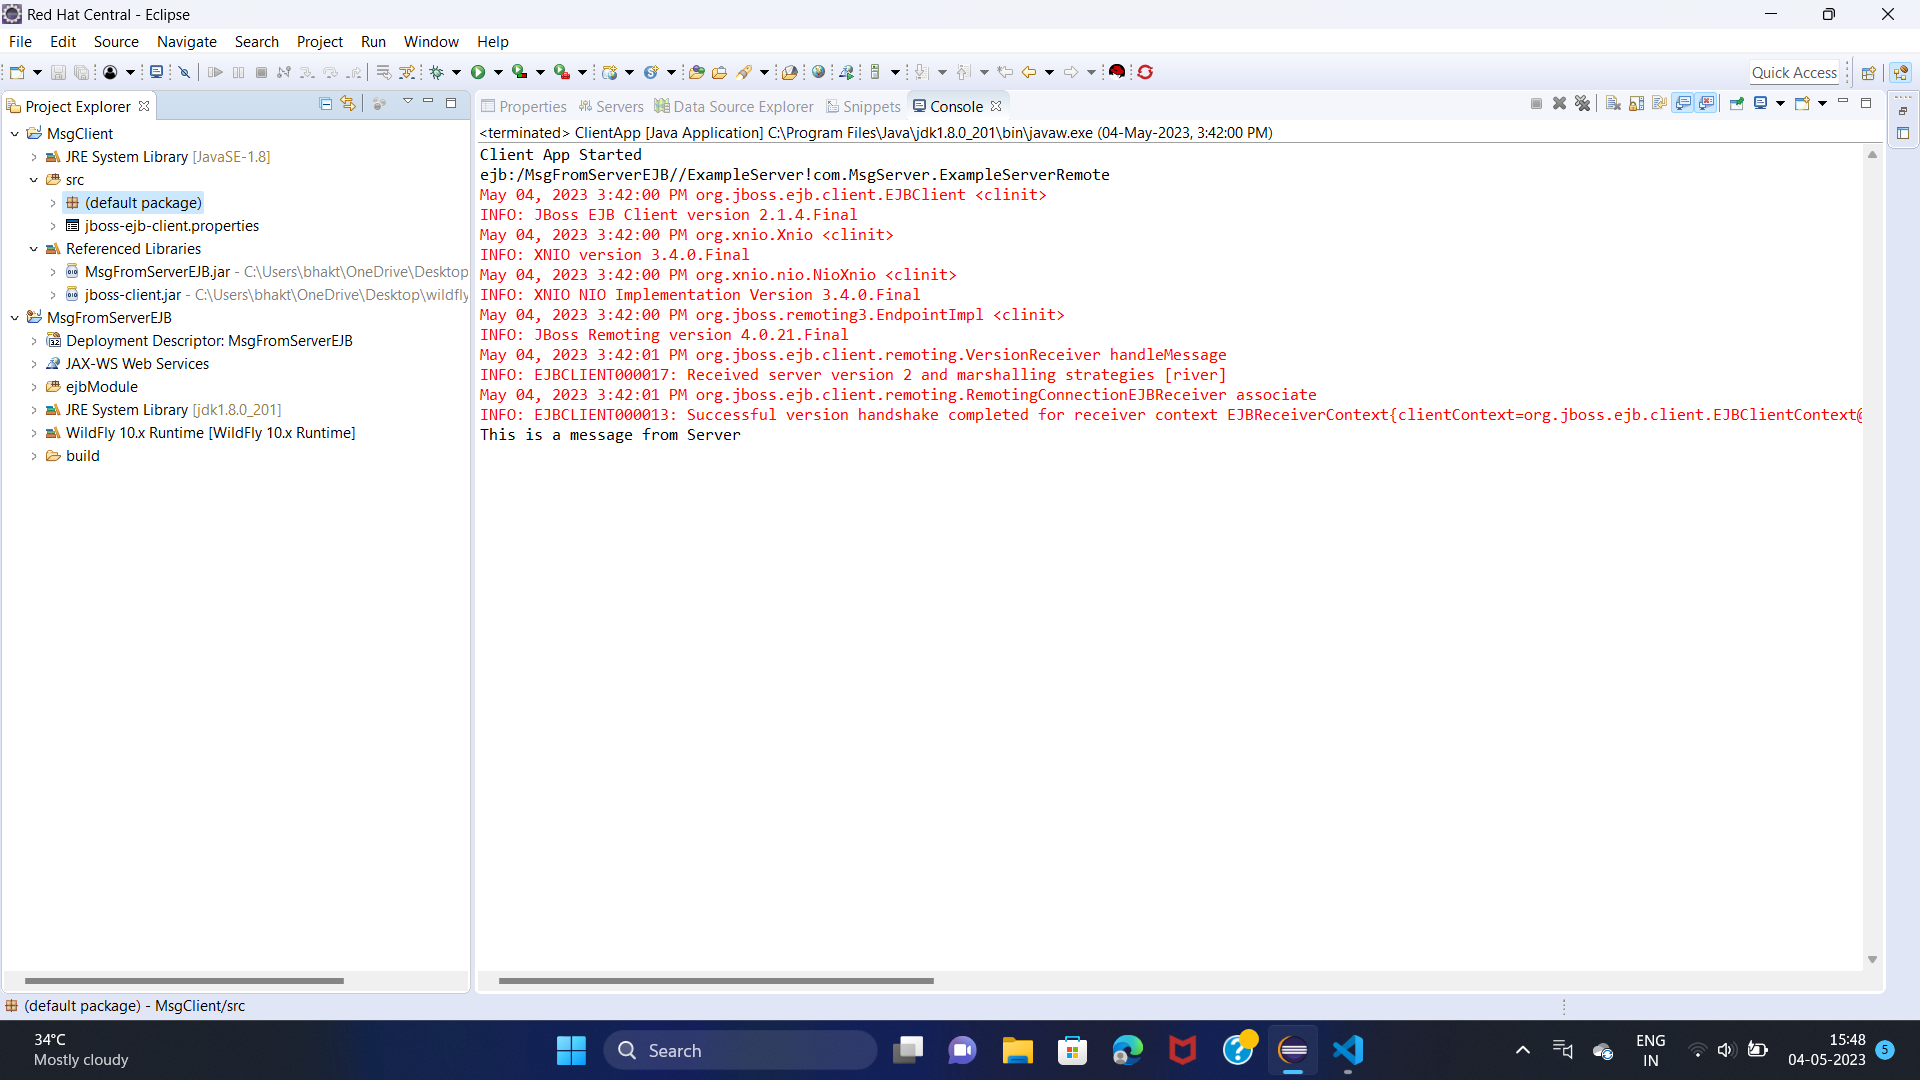 Red Hat Central - Eclipse
File Edit Source Navigate Search Project Run Window Help
Quick Access
Project Explorer
Properties Servers Data Source Explorer Snippets Console
MsgClient
JRE System Library [JavaSE-1.8]
src
(default package)
jboss-ejb-client.properties
Referenced Libraries
MsgFromServerEJB.jar - C:\Users\bhakt\OneDrive\Desktop
jboss-client.jar - C:\Users\bhakt\OneDrive\Desktop\wildfly
MsgFromServerEJB
Deployment Descriptor: MsgFromServerEJB
JAX-WS Web Services
ejbModule
JRE System Library [jdk1.8.0_201]
WildFly 10.x Runtime [WildFly 10.x Runtime]
build
<terminated> ClientApp [Java Application] C:\Program Files\Java\jdk1.8.0_201\bin\javaw.exe (04-May-2023, 3:42:00 PM)
Client App Started
ejb:/MsgFromServerEJB//ExampleServer!com.MsgServer.ExampleServerRemote
May 04, 2023 3:42:00 PM org.jboss.ejb.client.EJBClient <clinit>
INFO: JBoss EJB Client version 2.1.4.Final
May 04, 2023 3:42:00 PM org.xnio.Xnio <clinit>
INFO: XNIO version 3.4.0.Final
May 04, 2023 3:42:00 PM org.xnio.nio.NioXnio <clinit>
INFO: XNIO NIO Implementation Version 3.4.0.Final
May 04, 2023 3:42:00 PM org.jboss.remoting3.EndpointImpl <clinit>
INFO: JBoss Remoting version 4.0.21.Final
May 04, 2023 3:42:01 PM org.jboss.ejb.client.remoting.VersionReceiver handleMessage
INFO: EJBCLIENT000017: Received server version 2 and marshalling strategies [river]
May 04, 2023 3:42:01 PM org.jboss.ejb.client.remoting.RemotingConnectionEJBReceiver associate
INFO: EJBCLIENT000013: Successful version handshake completed for receiver context EJBReceiverContext{clientContext=org.jboss.ejb.client.EJBClientContext@
This is a message from Server
(default package) - MsgClient/src
34°C
Mostly cloudy
Search
ENG
IN
15:48
04-05-2023
5